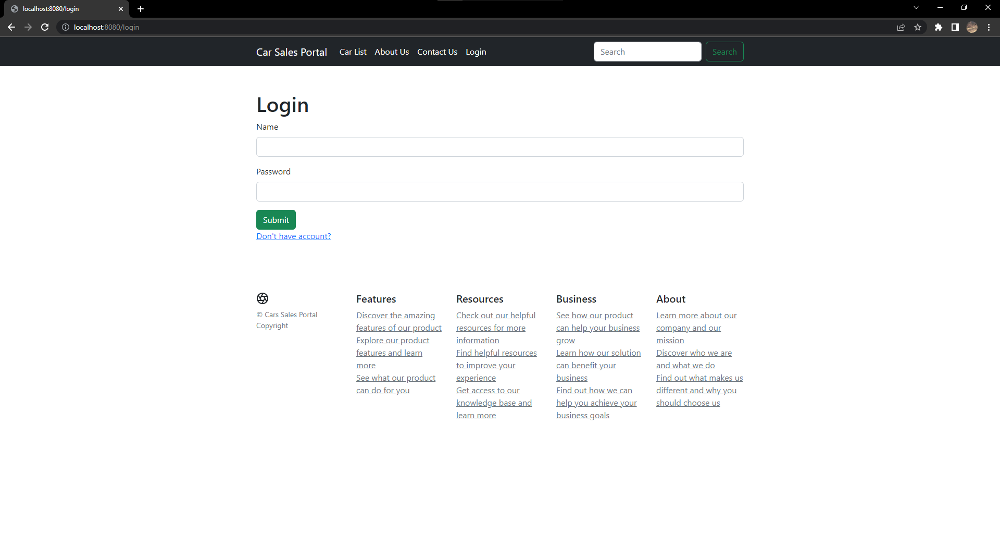 localhost:8080/login
localhost:8080/login
Car Sales Portal Car List About Us Contact Us Login Search Search
Login
Name
Password
Submit
Don't have account?
© Cars Sales Portal
Copyright
Features
Discover the amazing
features of our product
Explore our product
features and learn
more
See what our product
can do for you
Resources
Check out our helpful
resources for more
information
Find helpful resources
to improve your
experience
Get access to our
knowledge base and
learn more
Business
See how our product
can help your business
grow
Learn how our solution
can benefit your
business
Find out how we can
help you achieve your
business goals
About
Learn more about our
company and our
mission
Discover who we are
and what we do
Find out what makes us
different and why you
should choose us